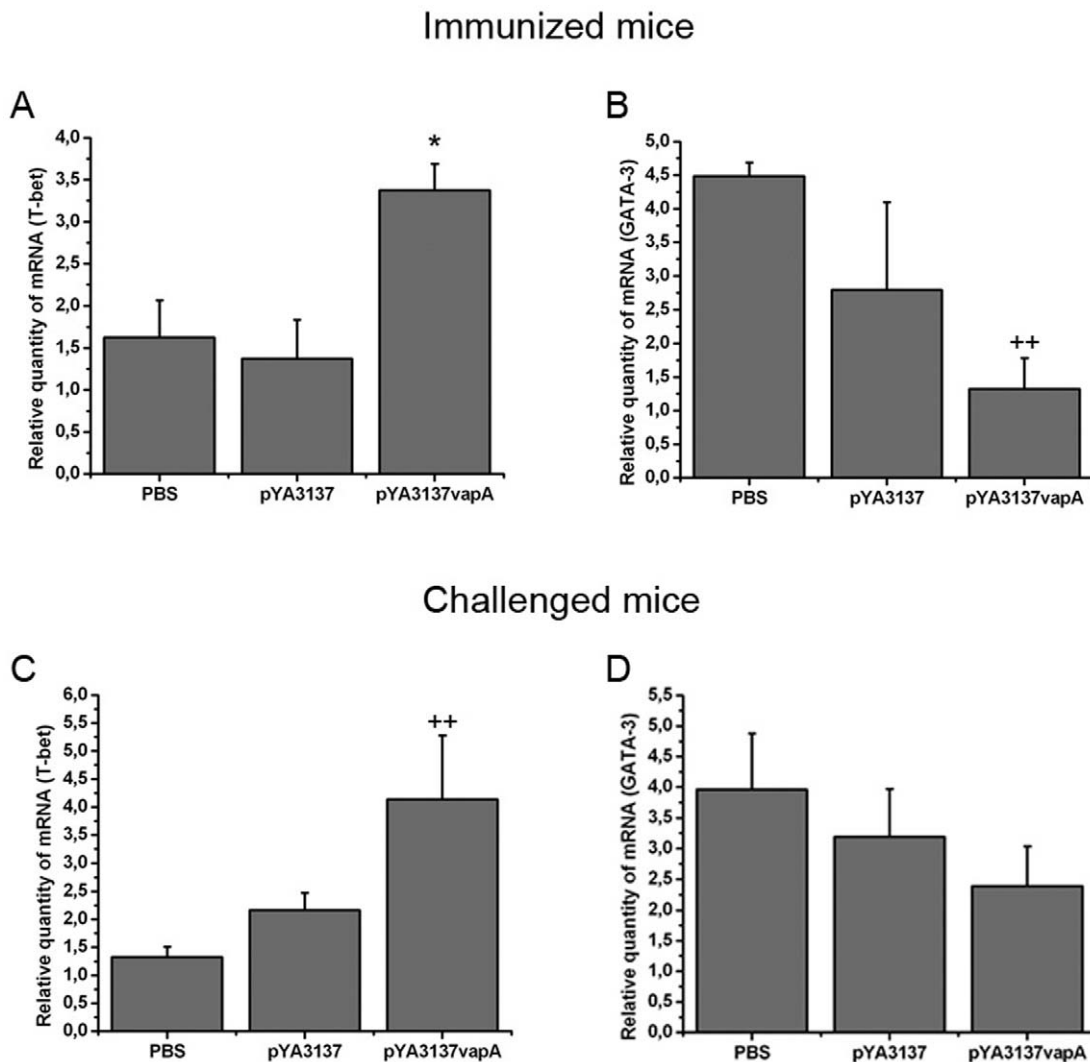 Immunized mice
A
Relative quantity of mRNA (T-bet)
4,0
3,5
3,0
2,5
2,0
1,5
1,0
0,5
0,0
*
PBS
pYA3137
pYA3137vapA
B
Relative quantity of mRNA (GATA-3)
5,0
4,5
4,0
3,5
3,0
2,5
2,0
1,5
1,0
0,5
0,0
++
PBS
pYA3137
pYA3137vapA
Challenged mice
C
Relative quantity of mRNA (T-bet)
6,0
5,5
5,0
4,5
4,0
3,5
3,0
2,5
2,0
1,5
1,0
0,5
0,0
++
PBS
pYA3137
pYA3137vapA
D
Relative quantity of mRNA (GATA-3)
5,5
5,0
4,5
4,0
3,5
3,0
2,5
2,0
1,5
1,0
0,5
0,0
PBS
pYA3137
pYA3137vapA